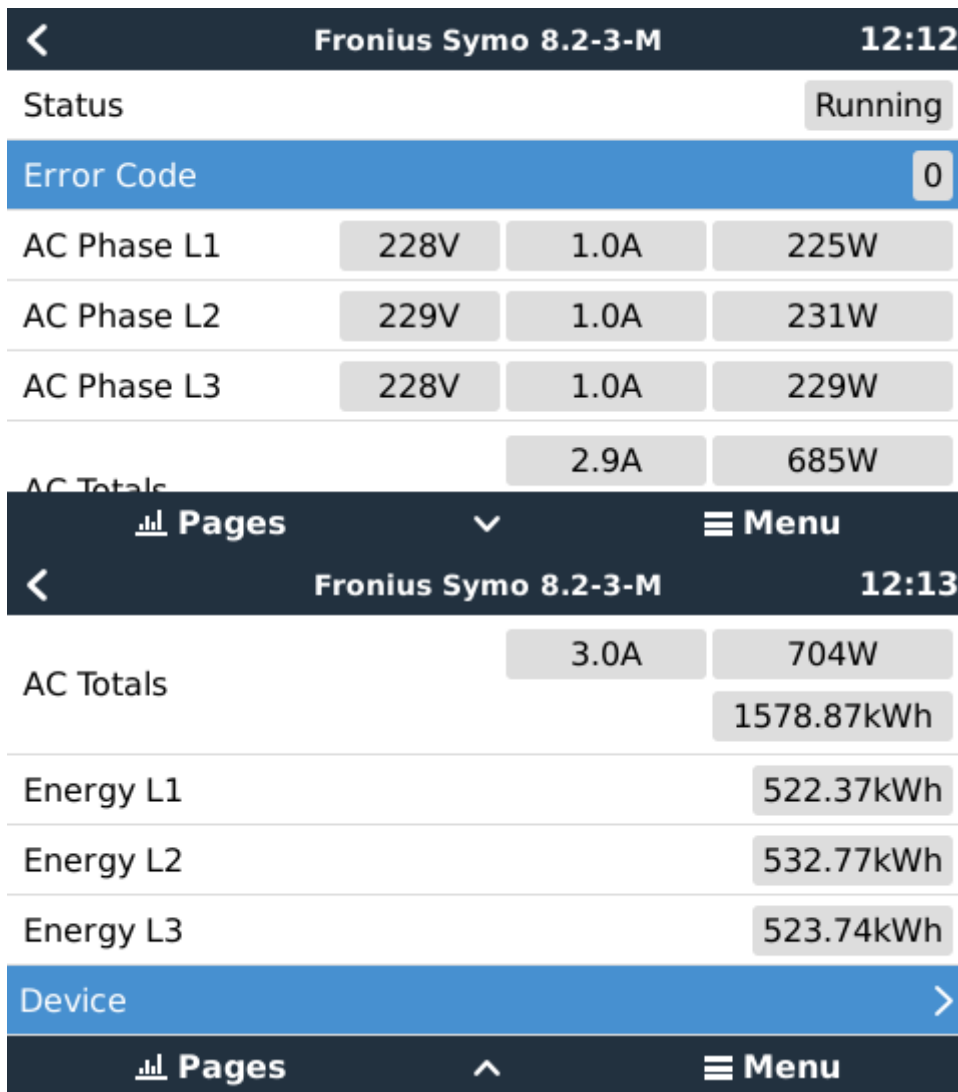 Fronius Symo 8.2-3-M 12:12
Status Running
Error Code 0
AC Phase L1 228V 1.0A 225W
AC Phase L2 229V 1.0A 231W
AC Phase L3 228V 1.0A 229W
AC Totals 2.9A 685W
Pages Menu
Fronius Symo 8.2-3-M 12:13
AC Totals 3.0A 704W
1578.87kWh
Energy L1 522.37kWh
Energy L2 532.77kWh
Energy L3 523.74kWh
Device
Pages Menu